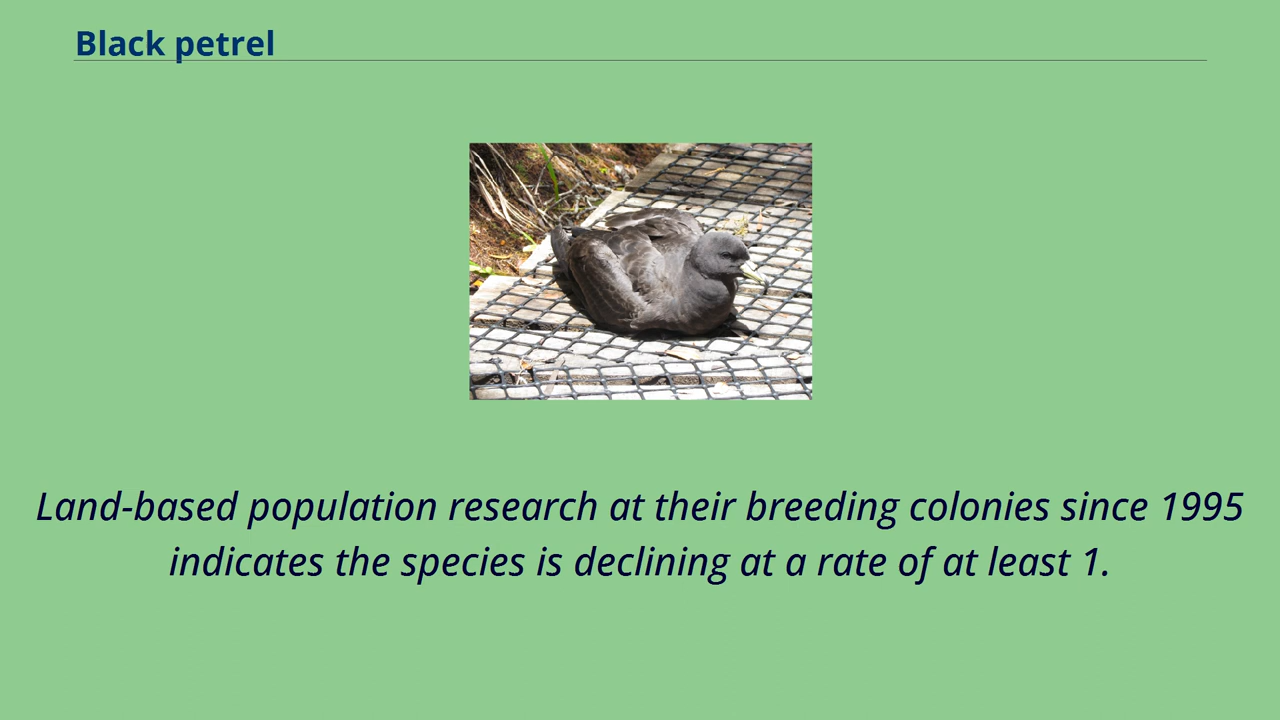 Black petrel
Land-based population research at their breeding colonies since 1995
indicates the species is declining at a rate of at least 1.